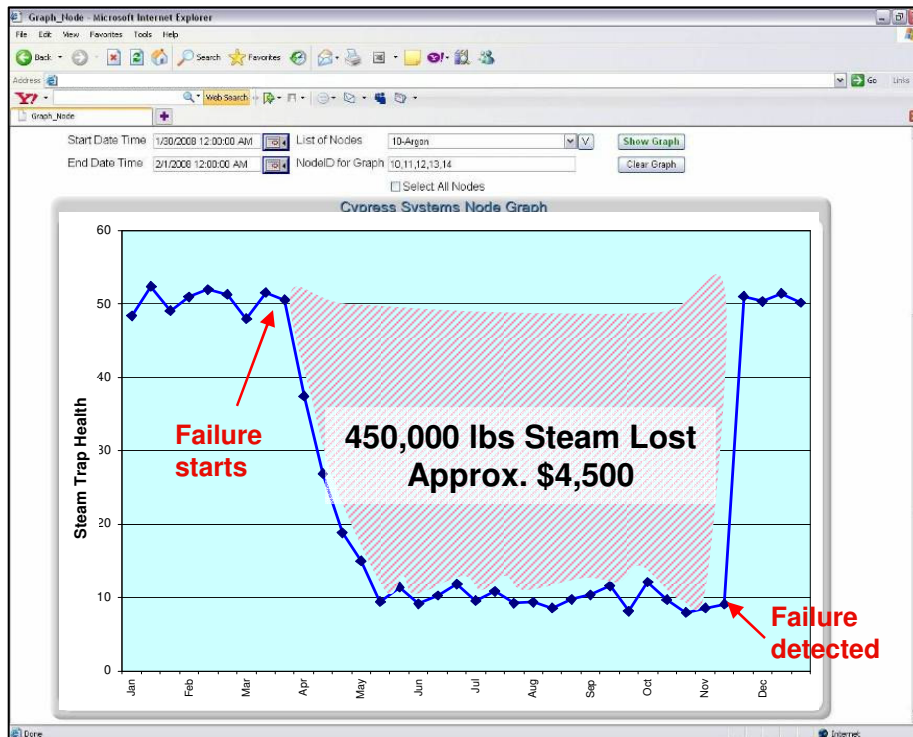 Graph_Node - Microsoft Internet Explorer
File Edit View Favorites Tools Help
Back Search Favorites
Address Go Links
Y! Web Search
Graph_Node
Start Date Time 1/30/2008 12:00:00 AM List of Nodes 10-Argon V Show Graph
End Date Time 2/1/2008 12:00:00 AM NodeID for Graph 10,11,12,13,14 Clear Graph
Select All Nodes
Cypress Systems Node Graph
60
50
40
30
20
10
0
Steam Trap Health
Failure
starts
450,000 lbs Steam Lost
Approx. $4,500
Failure
detected
Jan Feb Mar Apr May Jun Jul Aug Sep Oct Nov Dec
Done Internet